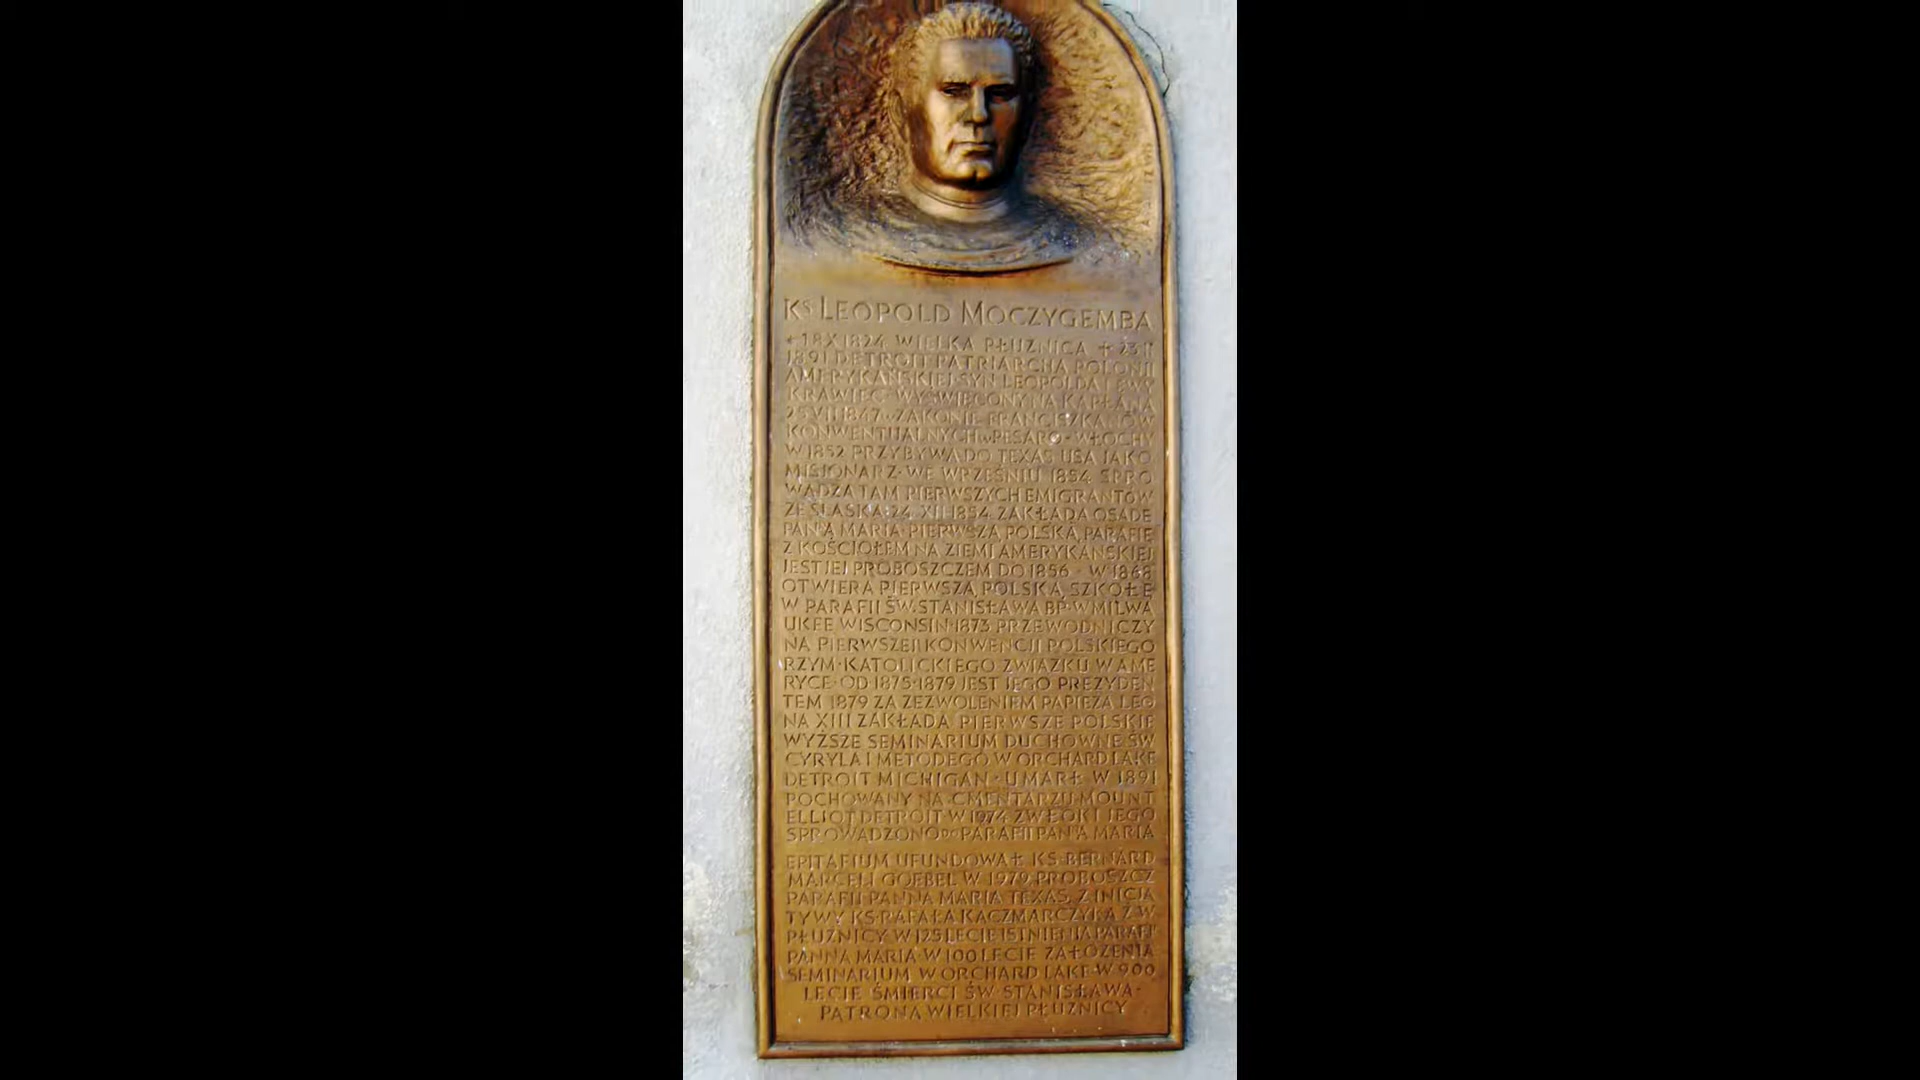 KS LEOPOLD MOCZYGEMBA
* 18 X 1824 WIELKA PŁUŻNICA + 23 II
1891 DETROIT PATRIARCHA POLONII
AMERYKAŃSKIEJ SYN LEOPOLDA I EWY
KRAWIEC · WYŚWIĘCONY NA KAPŁANA
25 VII 1847 w ZAKONIE FRANCISZKANÓW
KONWENTUALNYCH w PESARO · WŁOCHY
W 1852 PRZYBYWA DO TEXAS USA JAKO
MISJONARZ · WE WRZEŚNIU 1854 SPRO
WADZA TAM PIERWSZYCH EMIGRANTÓW
ZE ŚLĄSKA · 24 XII 1854 ZAKŁADA OSADĘ
PANNA MARIA · PIERWSZĄ POLSKĄ PARAFIĘ
Z KOŚCIOŁEM NA ZIEMI AMERYKAŃSKIEJ
JEST JEJ PROBOSZCZEM DO 1856 · W 1868
OTWIERA PIERWSZĄ POLSKĄ SZKOŁĘ
W PARAFII ŚW. STANISŁAWA BP · W MILWA
UKEE WISCONSIN · 1873 PRZEWODNICZY
NA PIERWSZEJ KONWENCJI POLSKIEGO
RZYM · KATOLICKIEGO ZWIĄZKU W AME
RYCE · OD 1875-1879 JEST JEGO PREZYDEN
TEM 1879 ZA ZEZWOLENIEM PAPIEŻA LEO
NA XIII ZAKŁADA PIERWSZE POLSKIE
WYŻSZE SEMINARIUM DUCHOWNE ŚW
CYRYLA I METODEGO W ORCHARD LAKE
DETROIT MICHIGAN · UMARŁ W 1891
POCHOWANY NA CMENTARZU MOUNT
ELLIOT DETROIT · W 1974 ZWŁOKI JEGO
SPROWADZONO DO PARAFII PANNA MARIA
EPITAFIUM UFUNDOWAŁ KS · BERNARD
MARCELI GOEBEL W 1979 PROBOSZCZ
PARAFII PANNA MARIA TEXAS, Z INICJA
TYWY KS · RAFAŁA KACZMARCZYKA Z W
PŁUŻNICY W 125 LECIE ISTNIENIA PARAFI
PANNA MARIA · W 100 LECIE ZAŁOŻENIA
SEMINARIUM W ORCHARD LAKE · W 900
LECIE ŚMIERCI ŚW · STANISŁAWA ·
PATRONA WIELKIEJ PŁUŻNICY